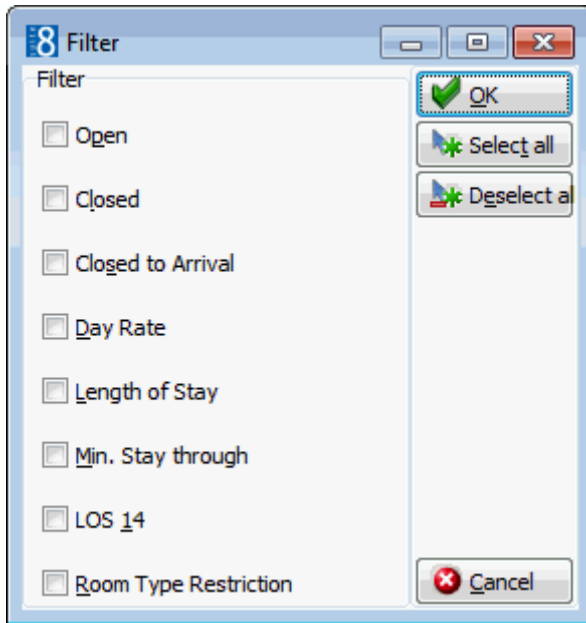 8 Filter
Filter
Open
Closed
Closed to Arrival
Day Rate
Length of Stay
Min. Stay through
LOS 14
Room Type Restriction
OK
Select all
Deselect al
Cancel